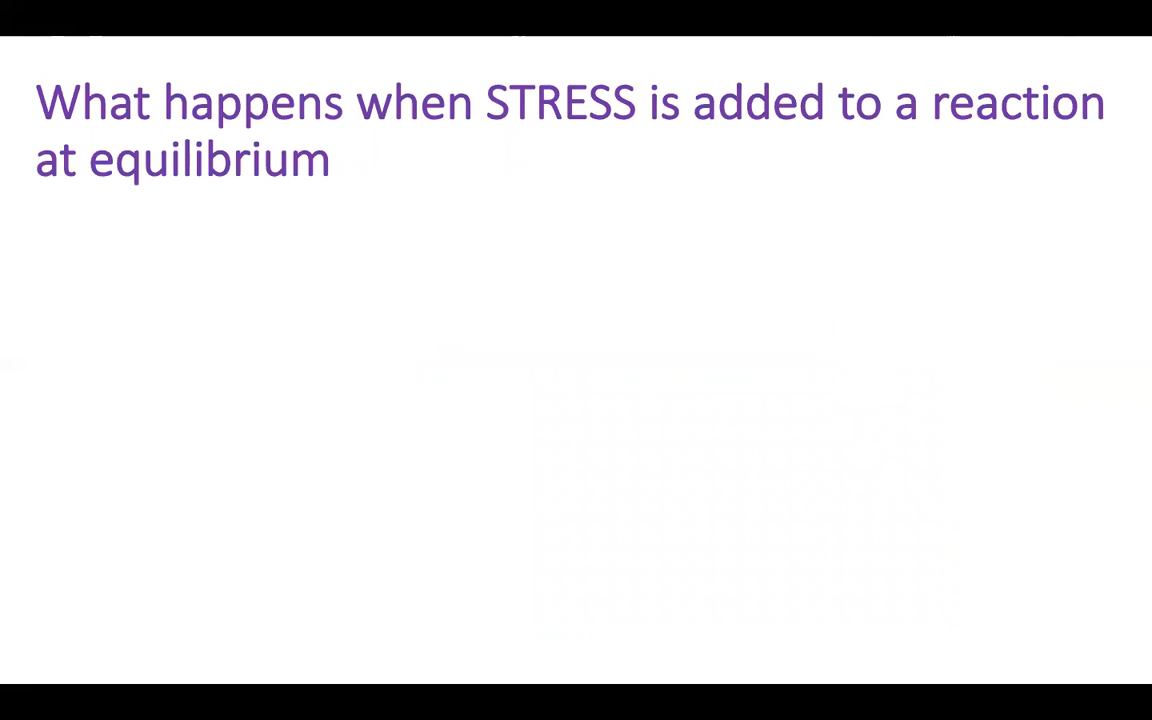 What happens when STRESS is added to a reaction
at equilibrium